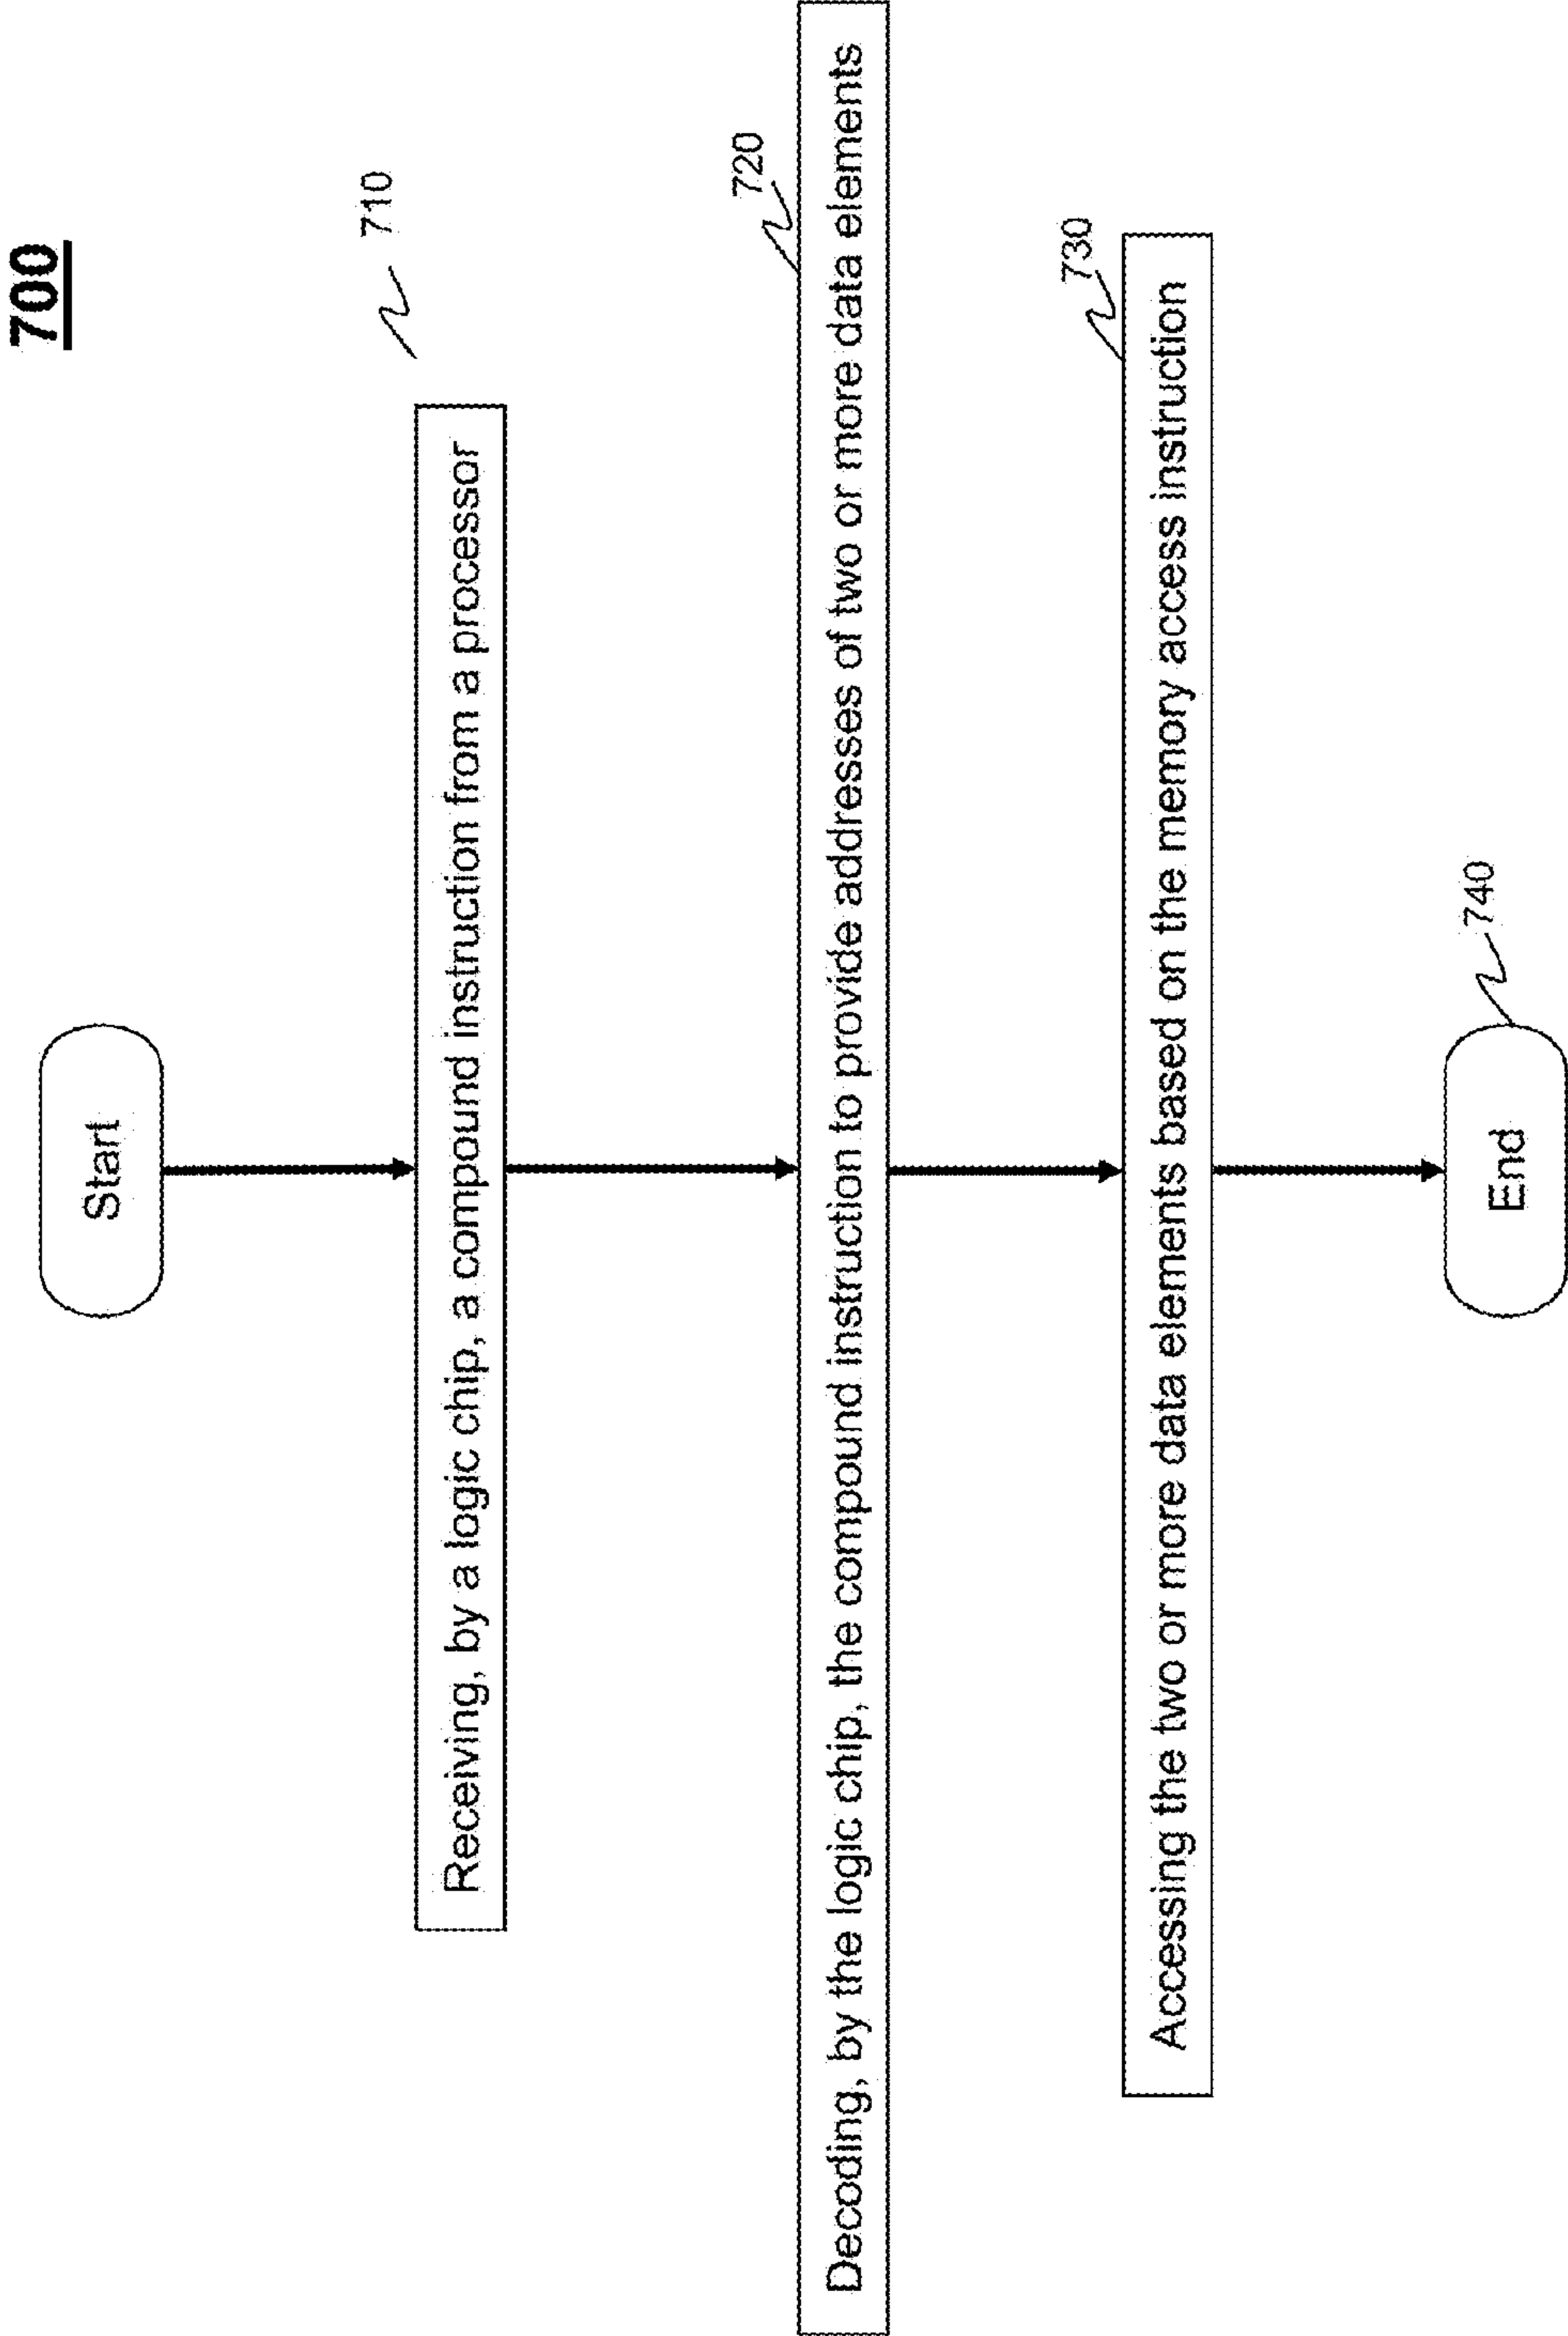 700
Start
710
Receiving, by a logic chip, a compound instruction from a processor
720
Decoding, by the logic chip, the compound instruction to provide addresses of two or more data elements
730
Accessing the two or more data elements based on the memory access instruction
740
End